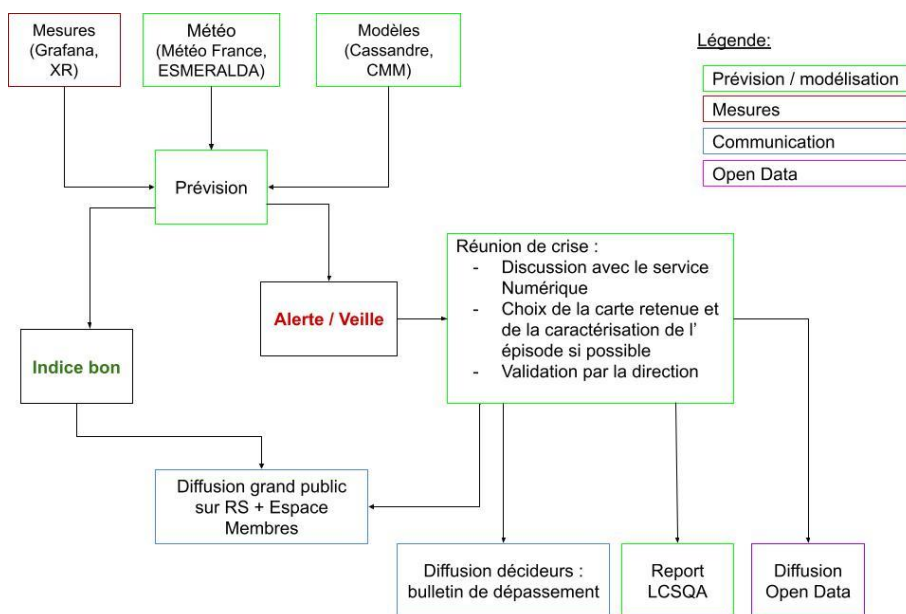 Mesures
(Grafana,
XR)
Météo
(Météo France,
ESMERALDA)
Modèles
(Cassandre,
CMM)
Légende:
Prévision / modélisation
Mesures
Communication
Open Data
Prévision
Réunion de crise :
- Discussion avec le service
Numérique
- Choix de la carte retenue et
de la caractérisation de l’
épisode si possible
- Validation par la direction
Alerte / Veille
Indice bon
Diffusion grand public
sur RS + Espace
Membres
Diffusion décideurs :
bulletin de dépassement
Report
LCSQA
Diffusion
Open Data